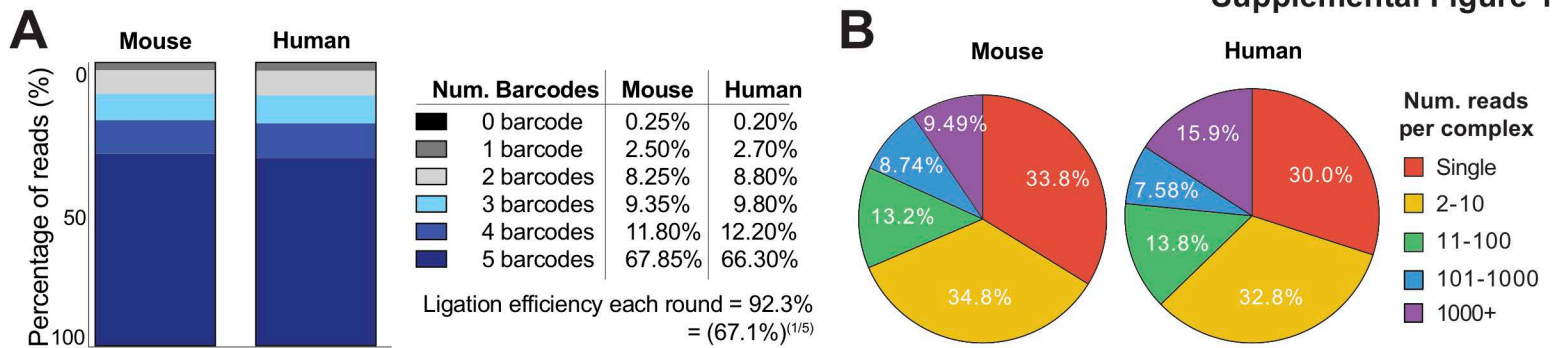 Supplemental Figure 1
A
Mouse Human
Percentage of reads (%)
0
50
100
Num. Barcodes Mouse Human
0 barcode 0.25% 0.20%
1 barcode 2.50% 2.70%
2 barcodes 8.25% 8.80%
3 barcodes 9.35% 9.80%
4 barcodes 11.80% 12.20%
5 barcodes 67.85% 66.30%
Ligation efficiency each round = 92.3%
= (67.1%)(1/5)
B
Mouse
33.8%
34.8%
13.2%
8.74%
9.49%
Human
30.0%
32.8%
13.8%
7.58%
15.9%
Num. reads
per complex
Single
2-10
11-100
101-1000
1000+